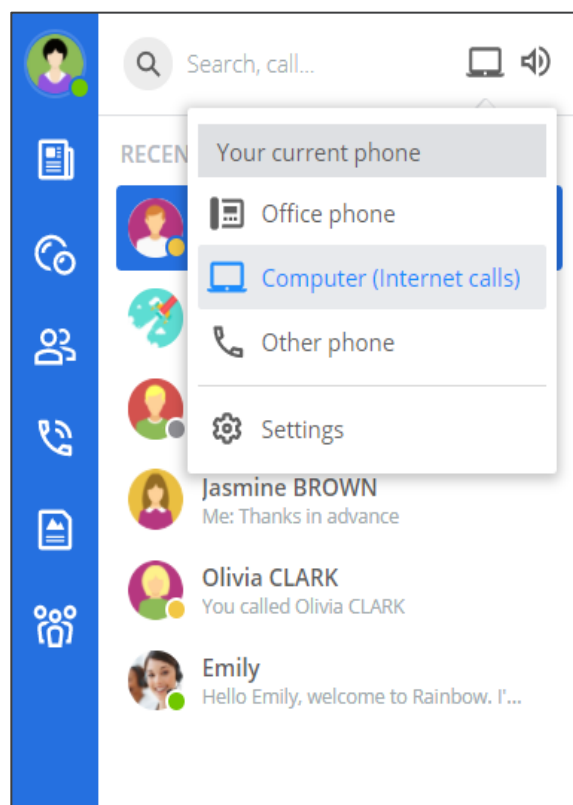 Search, call...
RECEN
Your current phone
Office phone
Computer (Internet calls)
Other phone
Settings
Jasmine BROWN
Me: Thanks in advance
Olivia CLARK
You called Olivia CLARK
Emily
Hello Emily, welcome to Rainbow. I'...